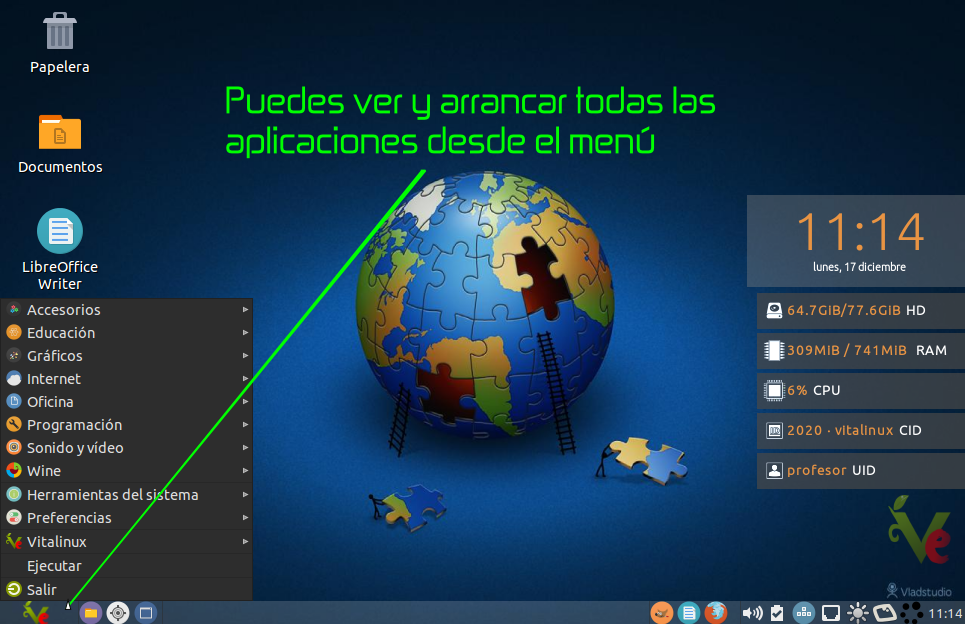 Papelera
Puedes ver y arrancar todas las
aplicaciones desde el menú
Documentos
LibreOffice
Writer
11:14
lunes, 17 diciembre
64.7GIB/77.6GIB HD
309MIB / 741MIB RAM
6% CPU
2020 · vitalinux CID
profesor UID
Accesorios
Educación
Gráficos
Internet
Oficina
Programación
Sonido y vídeo
Wine
Herramientas del sistema
Preferencias
Vitalinux
Ejecutar
Salir
Ve
Vladstudio
11:14